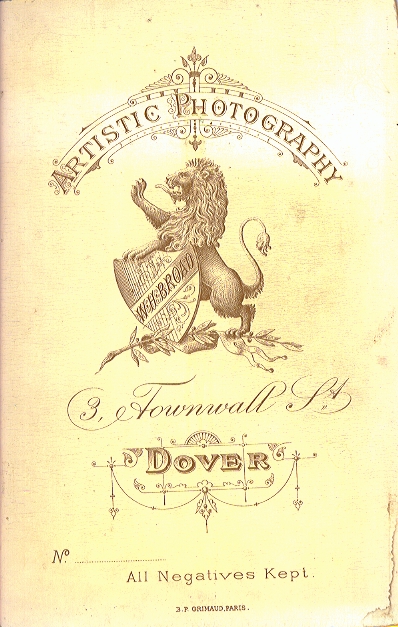 ARTISTIC PHOTOGRAPHY
W.H. BROAD
3, Townwall St
DOVER
No.
All Negatives Kept.
B.P. GRIMAUD, PARIS.